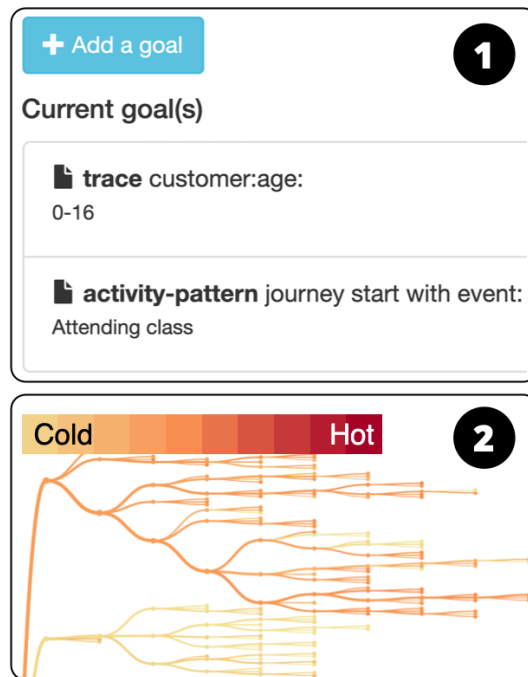 + Add a goal
1
Current goal(s)
trace customer:age:
0-16
activity-pattern journey start with event:
Attending class
Cold Hot
2